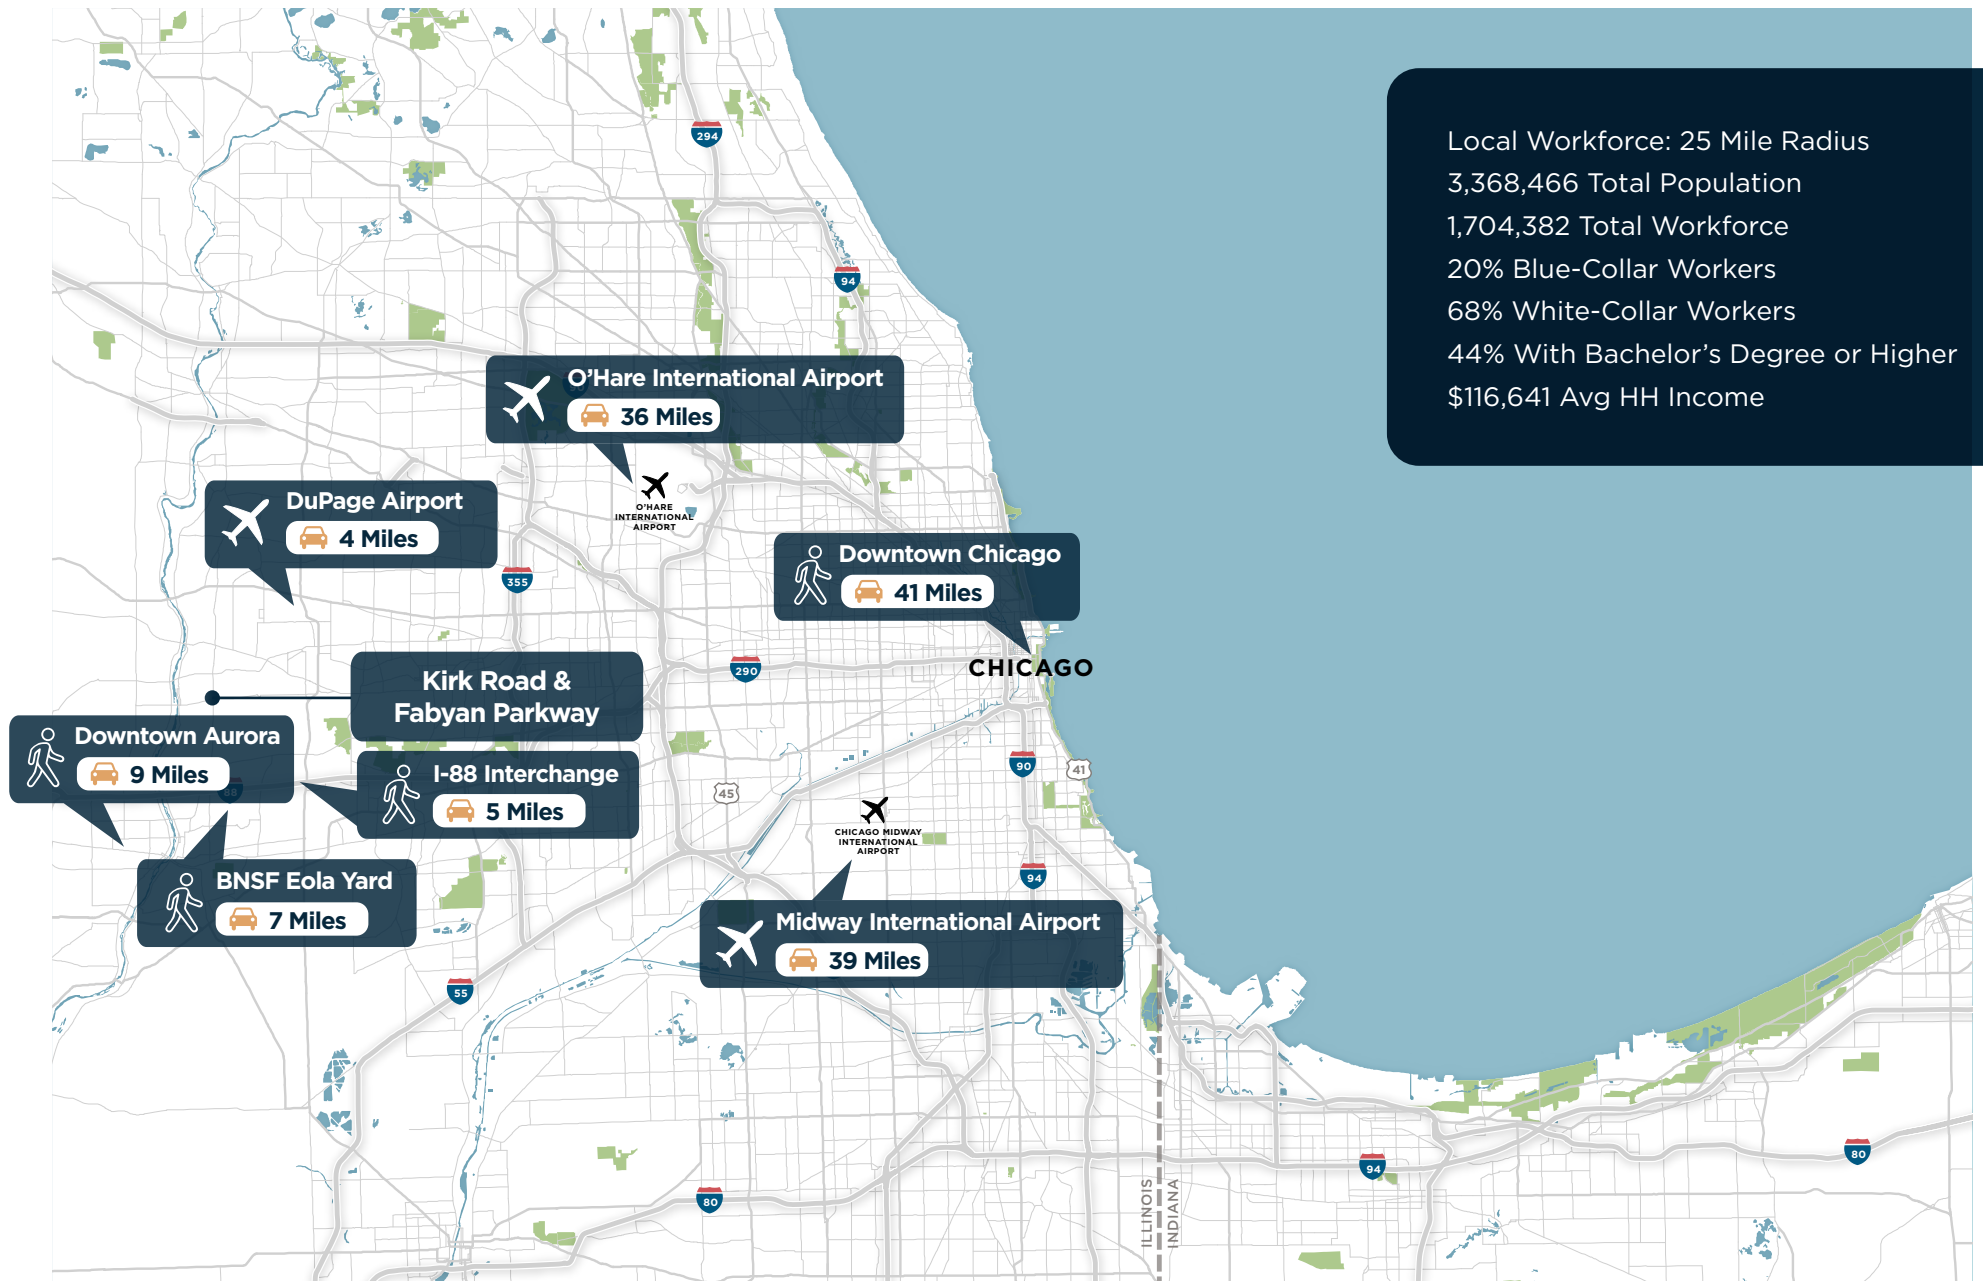 294
Local Workforce: 25 Mile Radius
3,368,466 Total Population
1,704,382 Total Workforce
20% Blue-Collar Workers
68% White-Collar Workers
44% With Bachelor's Degree or Higher
$116,641 Avg HH Income
94
O'Hare International Airport
36 Miles
O'HARE
INTERNATIONAL
AIRPORT
DuPage Airport
4 Miles
355
Downtown Chicago
41 Miles
290
CHICAGO
Kirk Road &
Fabyan Parkway
Downtown Aurora
9 Miles
88
I-88 Interchange
5 Miles
45
90
41
CHICAGO MIDWAY
INTERNATIONAL
AIRPORT
94
BNSF Eola Yard
7 Miles
Midway International Airport
39 Miles
55
80
94
80
ILLINOIS
INDIANA